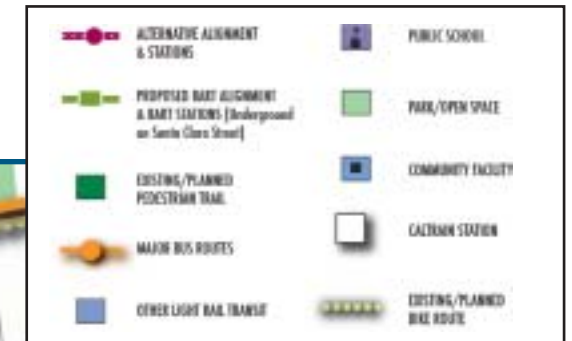 ALTERNATIVE ALIGNMENT
& STATIONS
PROPOSED BART ALIGNMENT
& BART STATIONS (Underground
on Santa Clara Street)
EXISTING/PLANNED
PEDESTRIAN TRAIL
MAJOR BUS ROUTES
OTHER LIGHT RAIL TRANSIT
PUBLIC SCHOOL
PARK/OPEN SPACE
COMMUNITY FACILITY
CALTRAIN STATION
EXISTING/PLANNED
BIKE ROUTE